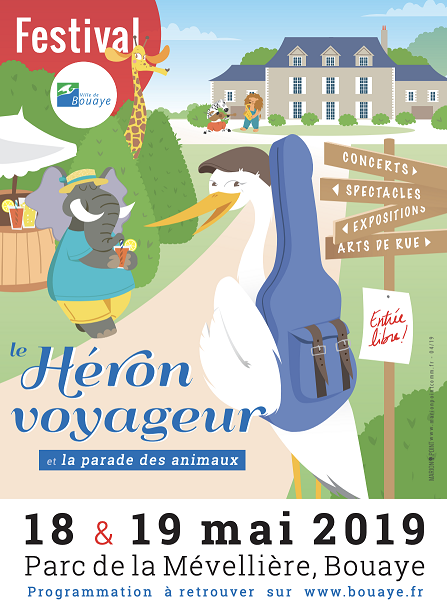 Festival
Ville de
Bouaye
CONCERTS
SPECTACLES
EXPOSITIONS
ARTS DE RUE
Entrée
libre!
le
Héron
voyageur
et la parade des animaux
18 & 19 mai 2019
Parc de la Mévellière, Bouaye
Programmation à retrouver sur www.bouaye.fr